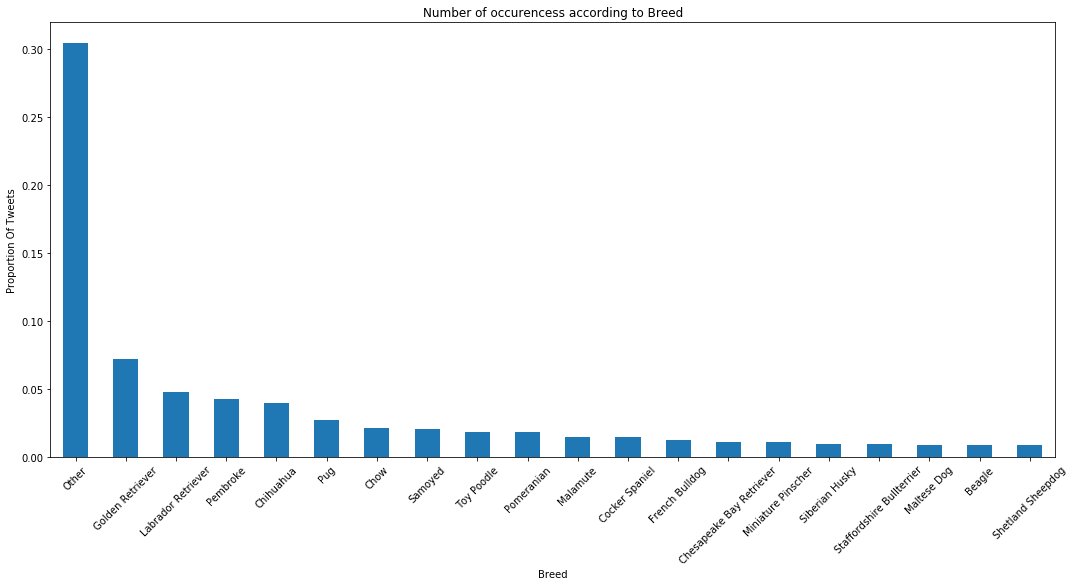 Number of occurencess according to Breed
Proportion Of Tweets
0.30
0.25
0.20
0.15
0.10
0.05
0.00
Other
Golden Retriever
Labrador Retriever
Pembroke
Chihuahua
Pug
Chow
Samoyed
Toy Poodle
Pomeranian
Malamute
Cocker Spaniel
French Bulldog
Chesapeake Bay Retriever
Miniature Pinscher
Siberian Husky
Staffordshire Bullterrier
Maltese Dog
Beagle
Shetland Sheepdog
Breed